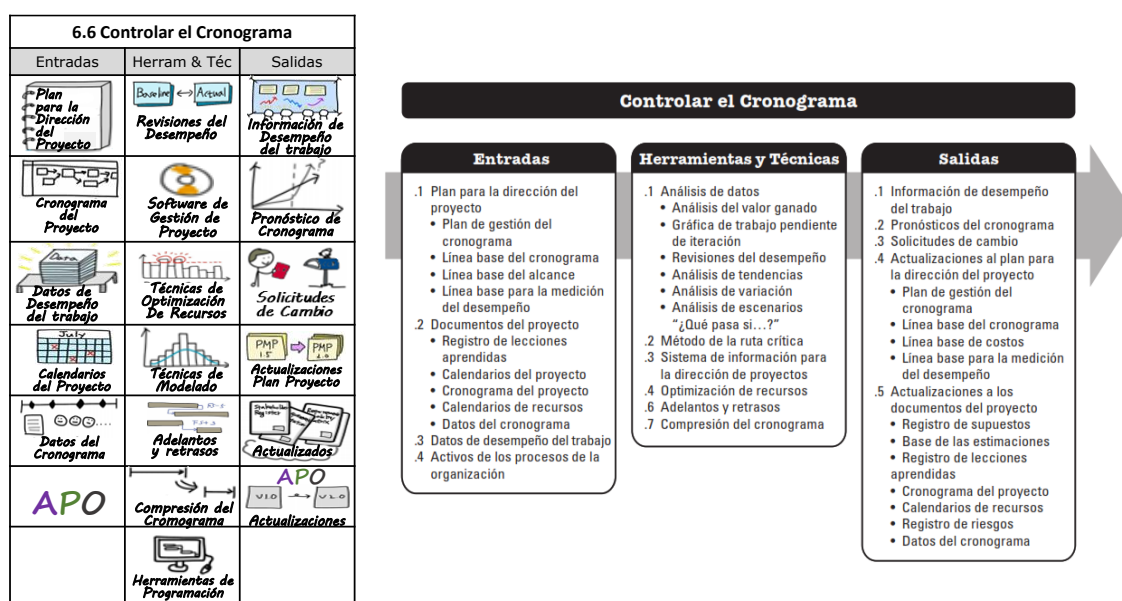 6.6 Controlar el Cronograma
Entradas
Herram & Téc
Salidas
Plan
para la
Dirección
del
Proyecto
Baseline ↔ Actual
Revisiones del
Desempeño
Información de
Desempeño
del trabajo
Cronograma
del
Proyecto
Software de
Gestión de
Proyecto
Pronóstico de
Cronograma
Data
Datos de
Desempeño
del trabajo
Técnicas de
Optimización
De Recursos
Solicitudes
de Cambio
July
Calendarios
del Proyecto
Técnicas de
Modelado
PMP
1.5
PMP
2.0
Actualizaciones
Plan Proyecto
Datos del
Cronograma
Adelantos
y retrasos
Stakeholder
Register
Actualizados
APO
Compresión del
Cromograma
APO
V1.0
V2.0
Actualizaciones
Herramientas de
Programación
Controlar el Cronograma
Entradas
.1 Plan para la dirección del
proyecto
• Plan de gestión del
cronograma
• Línea base del cronograma
• Línea base del alcance
• Línea base para la medición
del desempeño
.2 Documentos del proyecto
• Registro de lecciones
aprendidas
• Calendarios del proyecto
• Cronograma del proyecto
• Calendarios de recursos
• Datos del cronograma
.3 Datos de desempeño del trabajo
.4 Activos de los procesos de la
organización
Herramientas y Técnicas
.1 Análisis de datos
• Análisis del valor ganado
• Gráfica de trabajo pendiente
de iteración
• Revisiones del desempeño
• Análisis de tendencias
• Análisis de variación
• Análisis de escenarios
“¿Qué pasa si...?”
.2 Método de la ruta crítica
.3 Sistema de información para
la dirección de proyectos
.4 Optimización de recursos
.6 Adelantos y retrasos
.7 Compresión del cronograma
Salidas
.1 Información de desempeño
del trabajo
.2 Pronósticos del cronograma
.3 Solicitudes de cambio
.4 Actualizaciones al plan para
la dirección del proyecto
• Plan de gestión del
cronograma
• Línea base del cronograma
• Línea base de costos
• Línea base para la medición
del desempeño
.5 Actualizaciones a los
documentos del proyecto
• Registro de supuestos
• Base de las estimaciones
• Registro de lecciones
aprendidas
• Cronograma del proyecto
• Calendarios de recursos
• Registro de riesgos
• Datos del cronograma